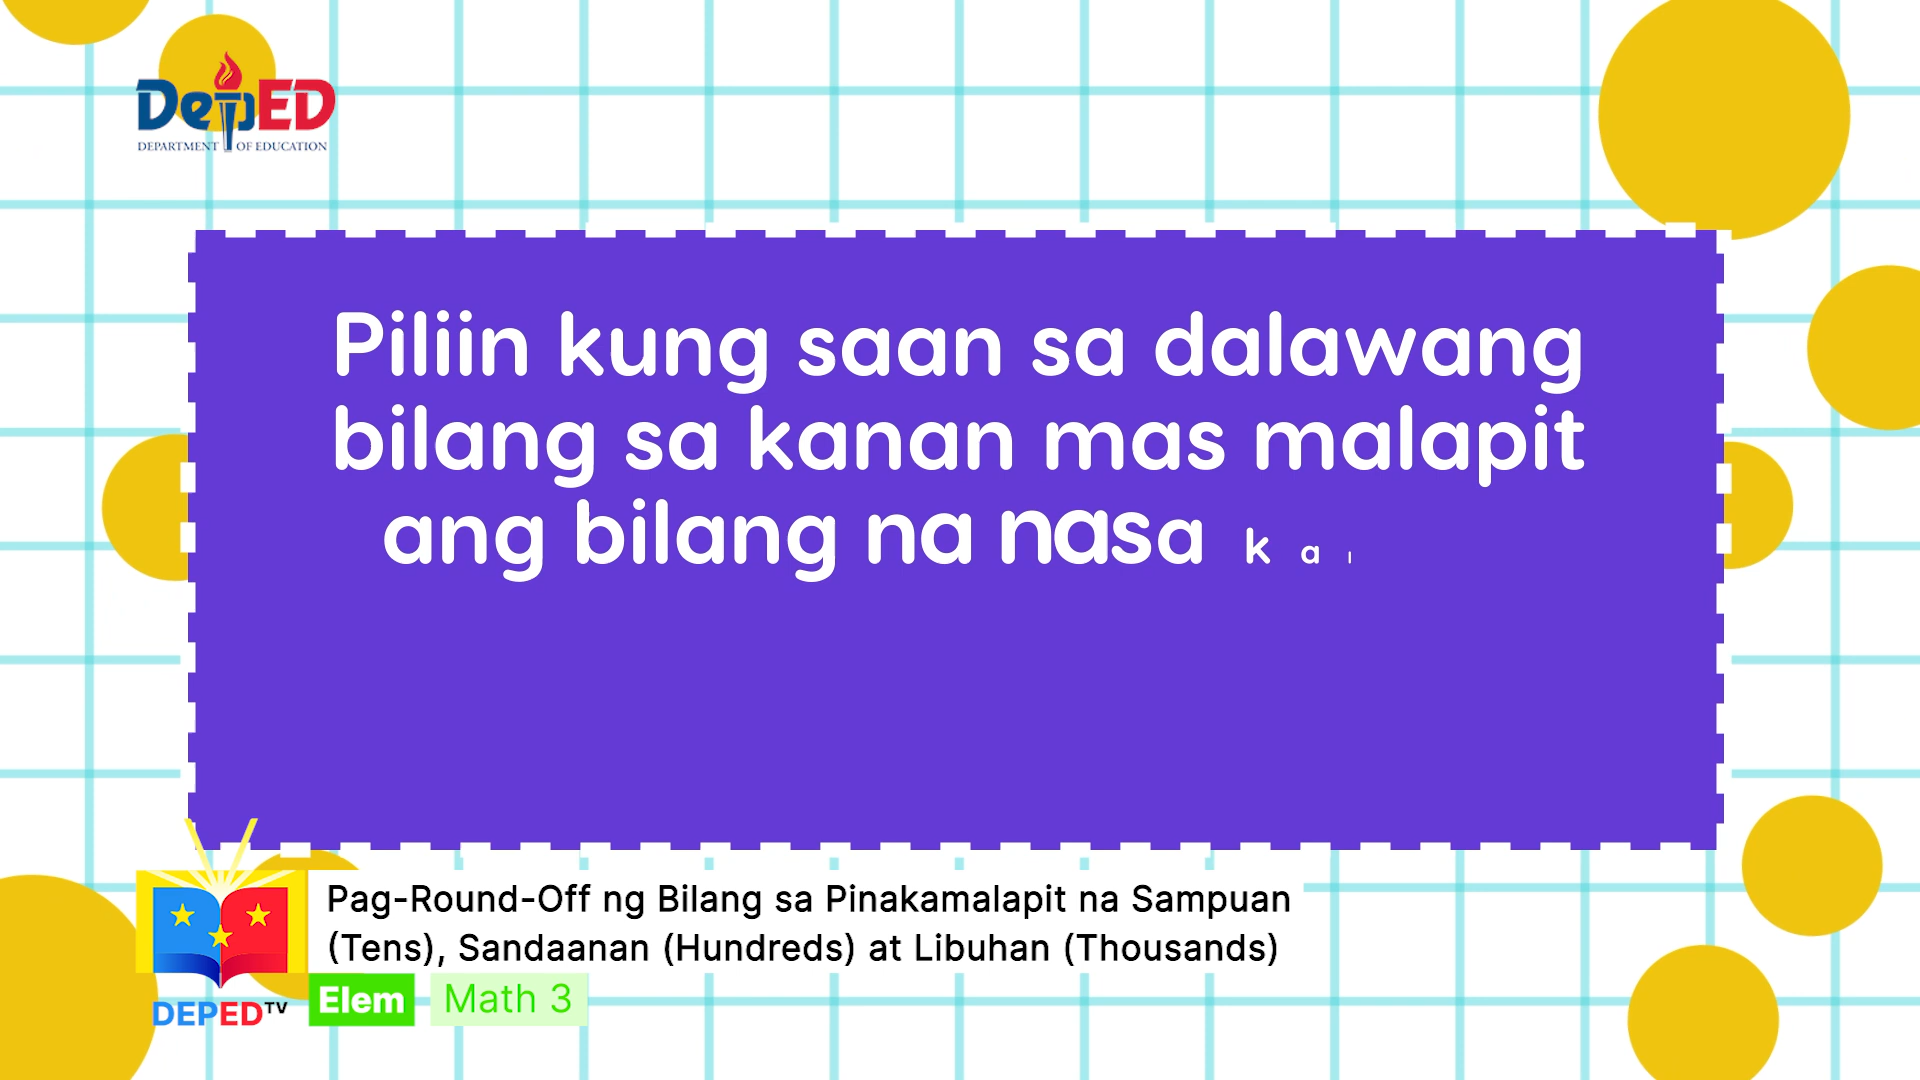 DepED
DEPARTMENT OF EDUCATION
Piliin kung saan sa dalawang
bilang sa kanan mas malapit
ang bilang na nasa ka
Pag-Round-Off ng Bilang sa Pinakamalapit na Sampuan
(Tens), Sandaanan (Hundreds) at Libuhan (Thousands)
DEPED TV
Elem Math 3